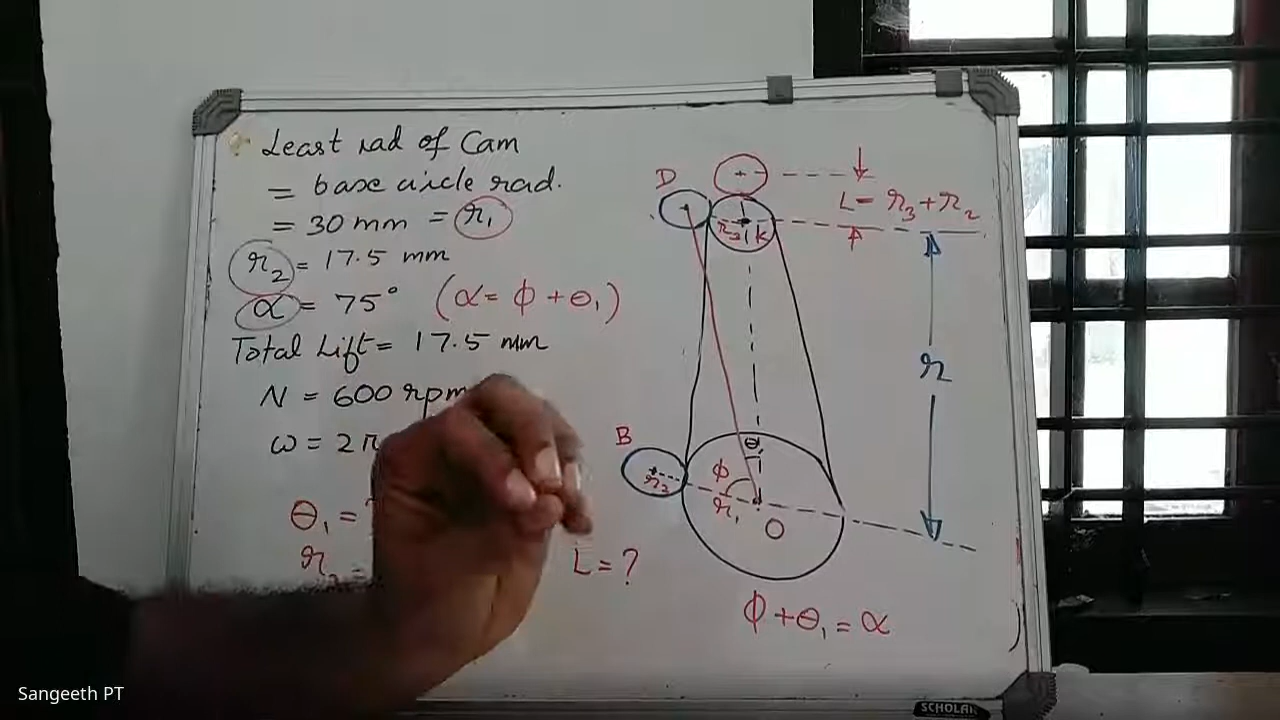 Least rad of Cam
= base circle rad.
= 30 mm = r₁
r₂ = 17.5 mm
α = 75° (α = ϕ + θ₁)
Total Lift = 17.5 mm
N = 600 rpm
ω = 2π
θ₁ = ?
L = ?
D
L = r₃ + r₂
r₃ K
r
B
r₂
θ₁
ϕ
r₁
O
ϕ + θ₁ = α
SCHOLAR
Sangeeth PT